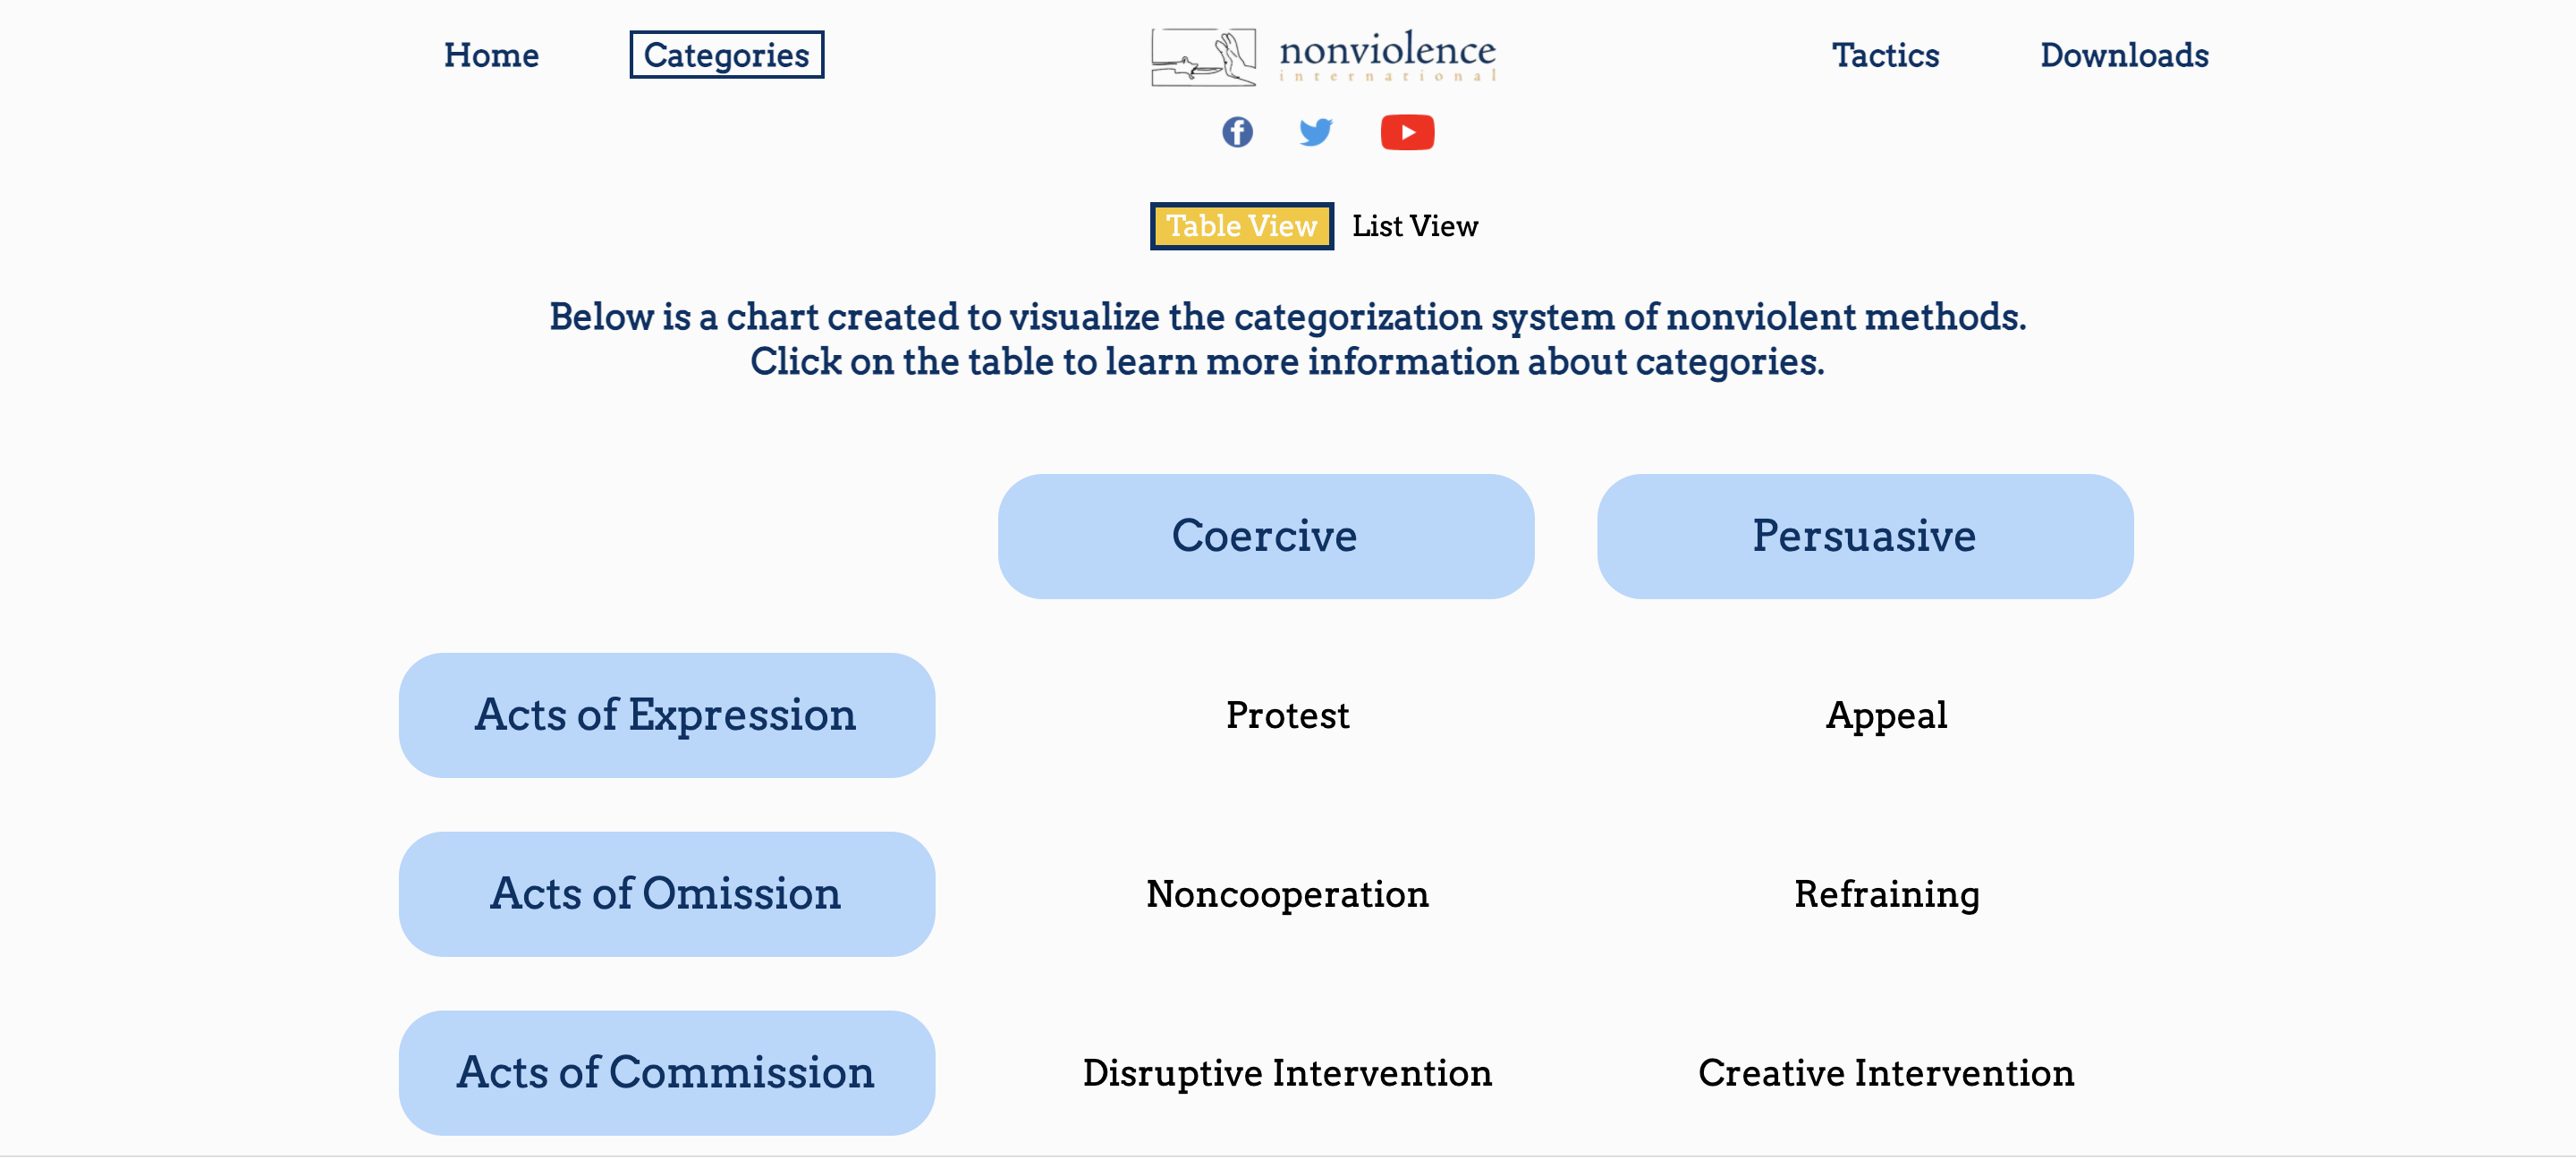 Home
Categories
nonviolence
international
Tactics
Downloads
Table View
List View
Below is a chart created to visualize the categorization system of nonviolent methods.
Click on the table to learn more information about categories.
Coercive
Persuasive
Acts of Expression
Protest
Appeal
Acts of Omission
Noncooperation
Refraining
Acts of Commission
Disruptive Intervention
Creative Intervention